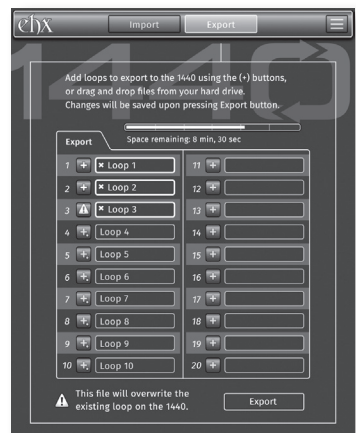 ehx
Import
Export
1440
Add loops to export to the 1440 using the (+) buttons,
or drag and drop files from your hard drive.
Changes will be saved upon pressing Export button.
Export
Space remaining: 8 min, 30 sec
1 + × Loop 1
2 + × Loop 2
3 × Loop 3
4 + Loop 4
5 + Loop 5
6 + Loop 6
7 + Loop 7
8 + Loop 8
9 + Loop 9
10 + Loop 10
11 +
12 +
13 +
14 +
15 +
16 +
17 +
18 +
19 +
20 +
This file will overwrite the
existing loop on the 1440.
Export